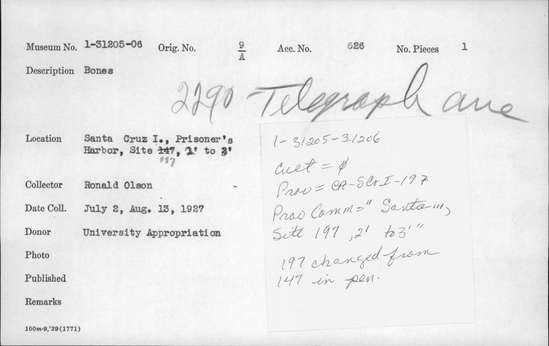 Museum No. 1-31205-06 Orig. No. 9/A Acc. No. 626 No. Pieces 1
Description Bones
2290 Telegraph ave
Location Santa Cruz I., Prisoner's
Harbor, Site 147, 2' to 3'
197
Collector Ronald Olson
Date Coll. July 2, Aug. 13, 1927
Donor University Appropriation
Photo
Published
Remarks
100m-9,'29(1771)
1-31205-31206
Cult = ϕ
Prov = CA-SCrI-197
Prov Comm = "Santa...,
Site 197, 2' to 3'"
197 changed from
147 in pen.